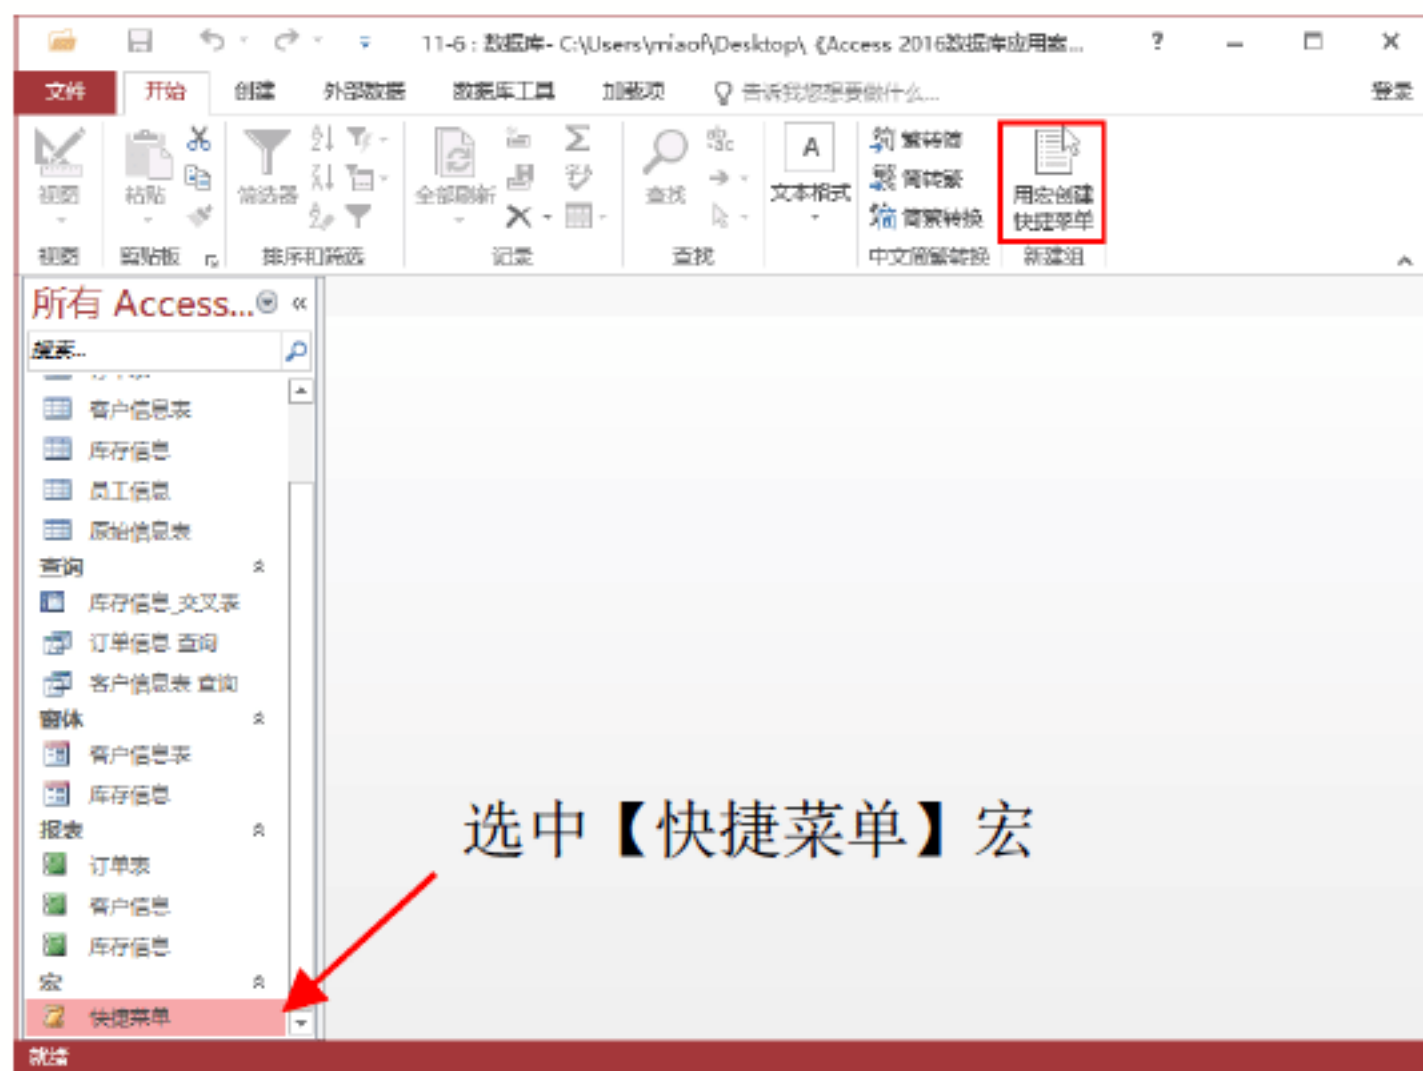 11-6 : 数据库- C:\Users\miaof\Desktop\《Access 2016数据库应用案... ?
文件 开始 创建 外部数据 数据库工具 加载项 告诉我您想要做什么... 登录
视图 粘贴 筛选器 全部刷新 查找 文本格式 繁转简 简转繁 简繁转换 用宏创建
快捷菜单
视图 剪贴板 排序和筛选 记录 查找 中文简繁转换 新建组
所有 Access...
搜索...
客户信息表
库存信息
员工信息
原始信息表
查询
库存信息_交叉表
订单信息 查询
客户信息表 查询
窗体
客户信息表
库存信息
报表
订单表
客户信息
库存信息
宏
快捷菜单
选中【快捷菜单】宏
就绪